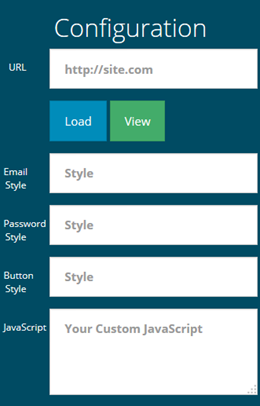 Configuration
URL
http://site.com
Load
View
Email
Style
Style
Password
Style
Style
Button
Style
Style
JavaScript
Your Custom JavaScript